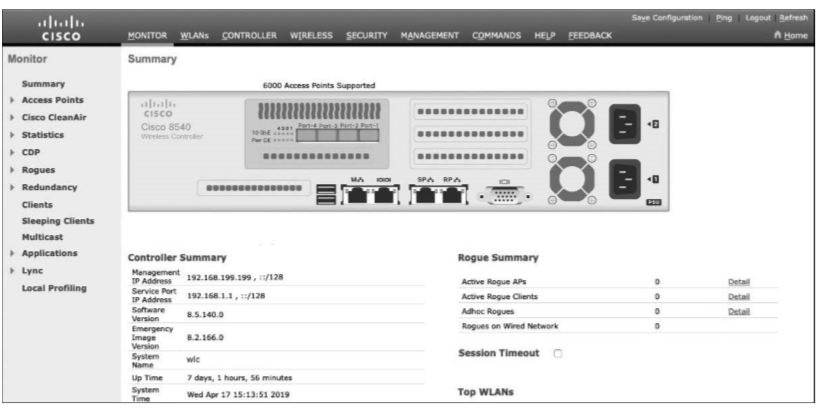 Save Configuration | Ping | Logout | Refresh
CISCO
MONITOR WLANs CONTROLLER WIRELESS SECURITY MANAGEMENT COMMANDS HELP FEEDBACK
Home
Monitor
Summary
Access Points
Cisco CleanAir
Statistics
CDP
Rogues
Redundancy
Clients
Sleeping Clients
Multicast
Applications
Lync
Local Profiling
Summary
6000 Access Points Supported
CISCO
Cisco 8540
Wireless Controller
Port-4 Port-3 Port-2 Port-1
10 GbE
Pwr OK
SP
RP
2
1
PSU
Controller Summary
Management IP Address 192.168.199.199 , ::/128
Service Port IP Address 192.168.1.1 , ::/128
Software Version 8.5.140.0
Emergency Image Version 8.2.166.0
System Name wlc
Up Time 7 days, 1 hours, 56 minutes
System Time Wed Apr 17 15:13:51 2019
Rogue Summary
Active Rogue APs 0 Detail
Active Rogue Clients 0 Detail
Adhoc Rogues 0 Detail
Rogues on Wired Network 0
Session Timeout
Top WLANs